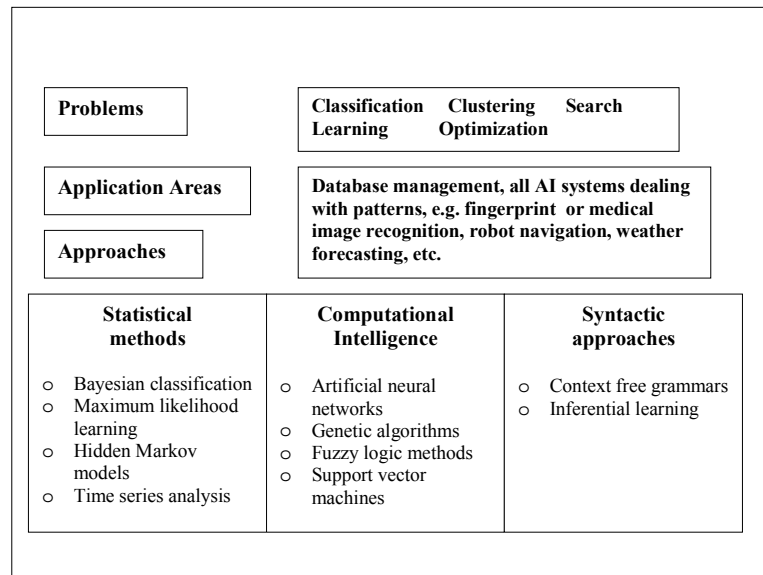 Problems
Classification Clustering Search
Learning Optimization
Application Areas
Database management, all AI systems dealing
with patterns, e.g. fingerprint or medical
image recognition, robot navigation, weather
forecasting, etc.
Approaches
Statistical
methods
o Bayesian classification
o Maximum likelihood
learning
o Hidden Markov
models
o Time series analysis
Computational
Intelligence
o Artificial neural
networks
o Genetic algorithms
o Fuzzy logic methods
o Support vector
machines
Syntactic
approaches
o Context free grammars
o Inferential learning